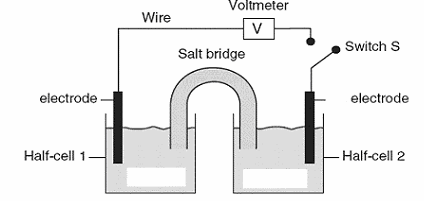 Voltmeter
Wire
V
Switch S
Salt bridge
electrode
electrode
Half-cell 1
Half-cell 2